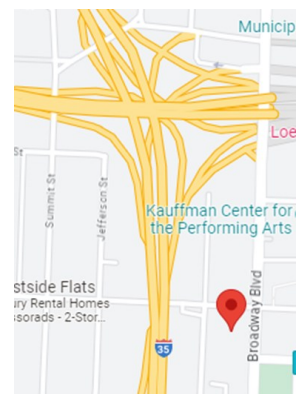 Municip
Loe
St
Summit St
Jefferson St
Kauffman Center for
the Performing Arts
stside Flats
ury Rental Homes
ssorads - 2-Stor...
35
Broadway Blvd